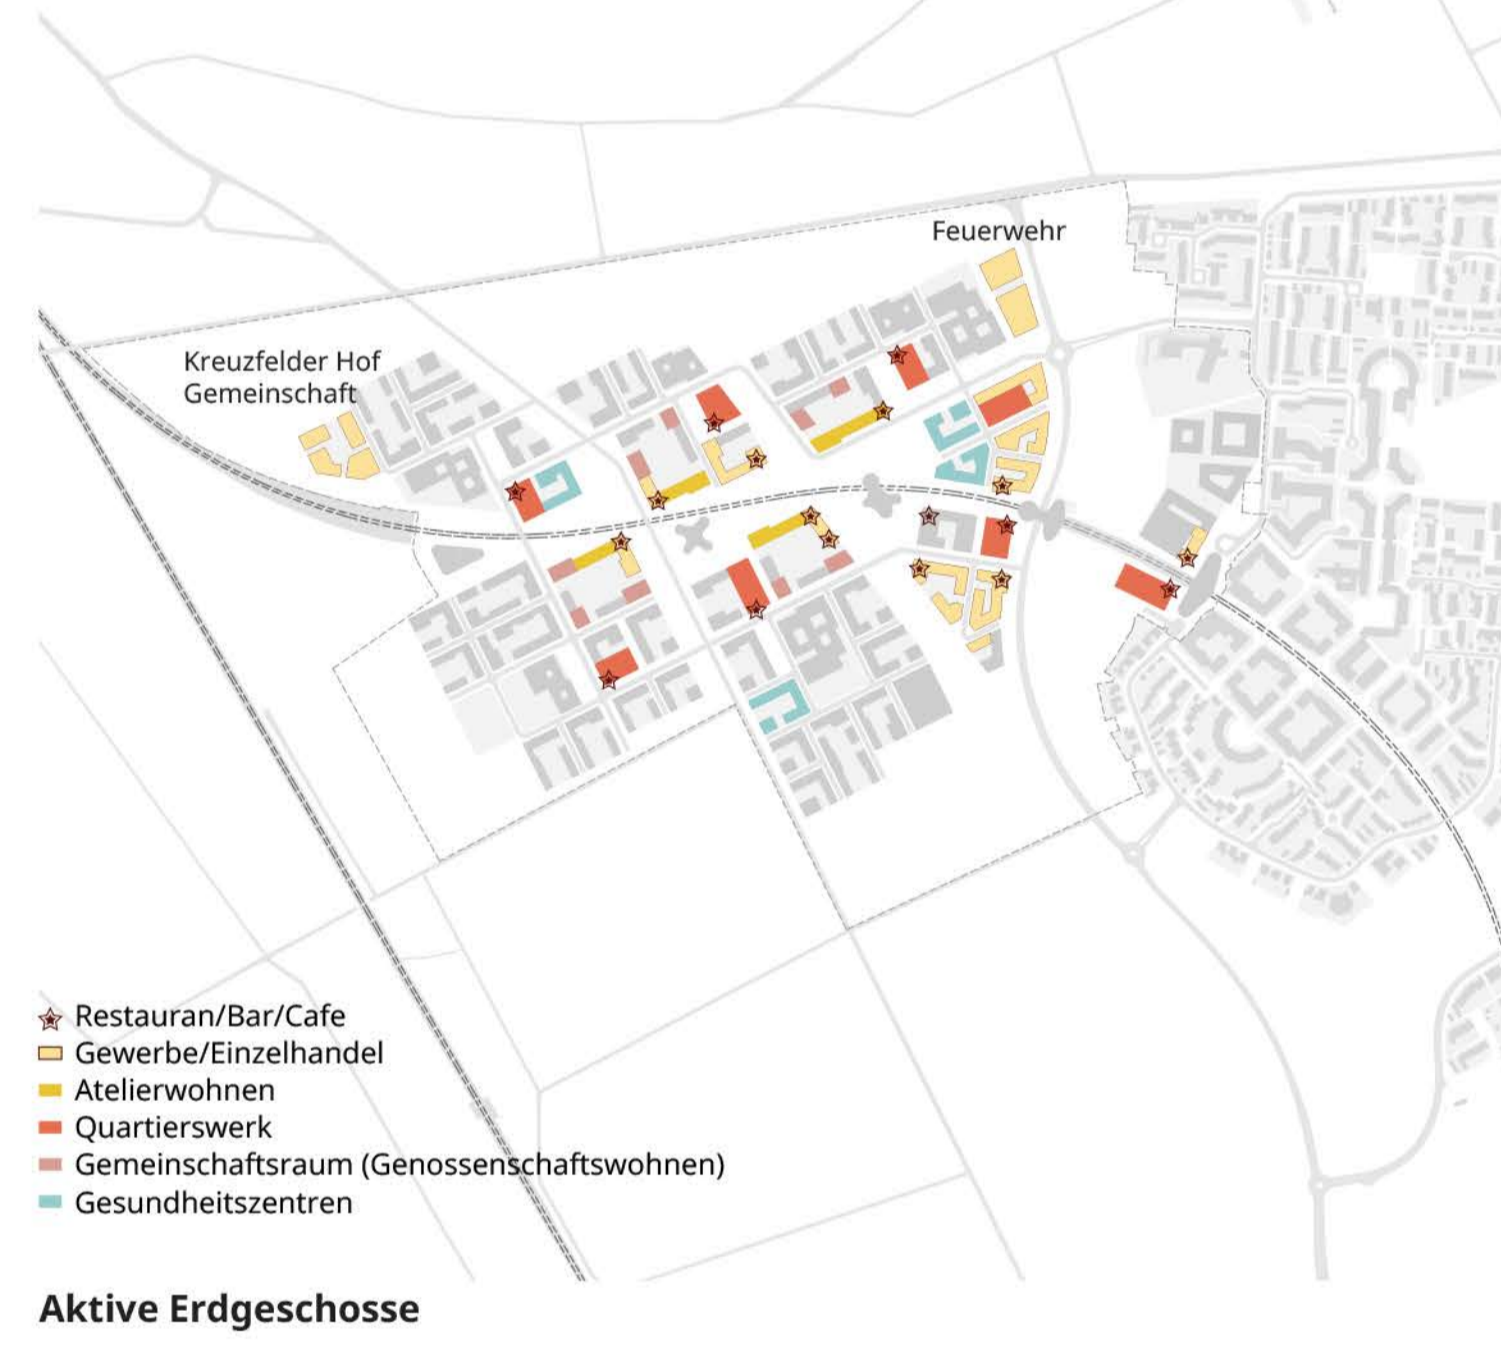 Feuerwehr
Kreuzfelder Hof
Gemeinschaft
Restauran/Bar/Cafe
Gewerbe/Einzelhandel
Atelierwohnen
Quartierswerk
Gemeinschaftsraum (Genossenschaftswohnen)
Gesundheitszentren
Aktive Erdgeschosse